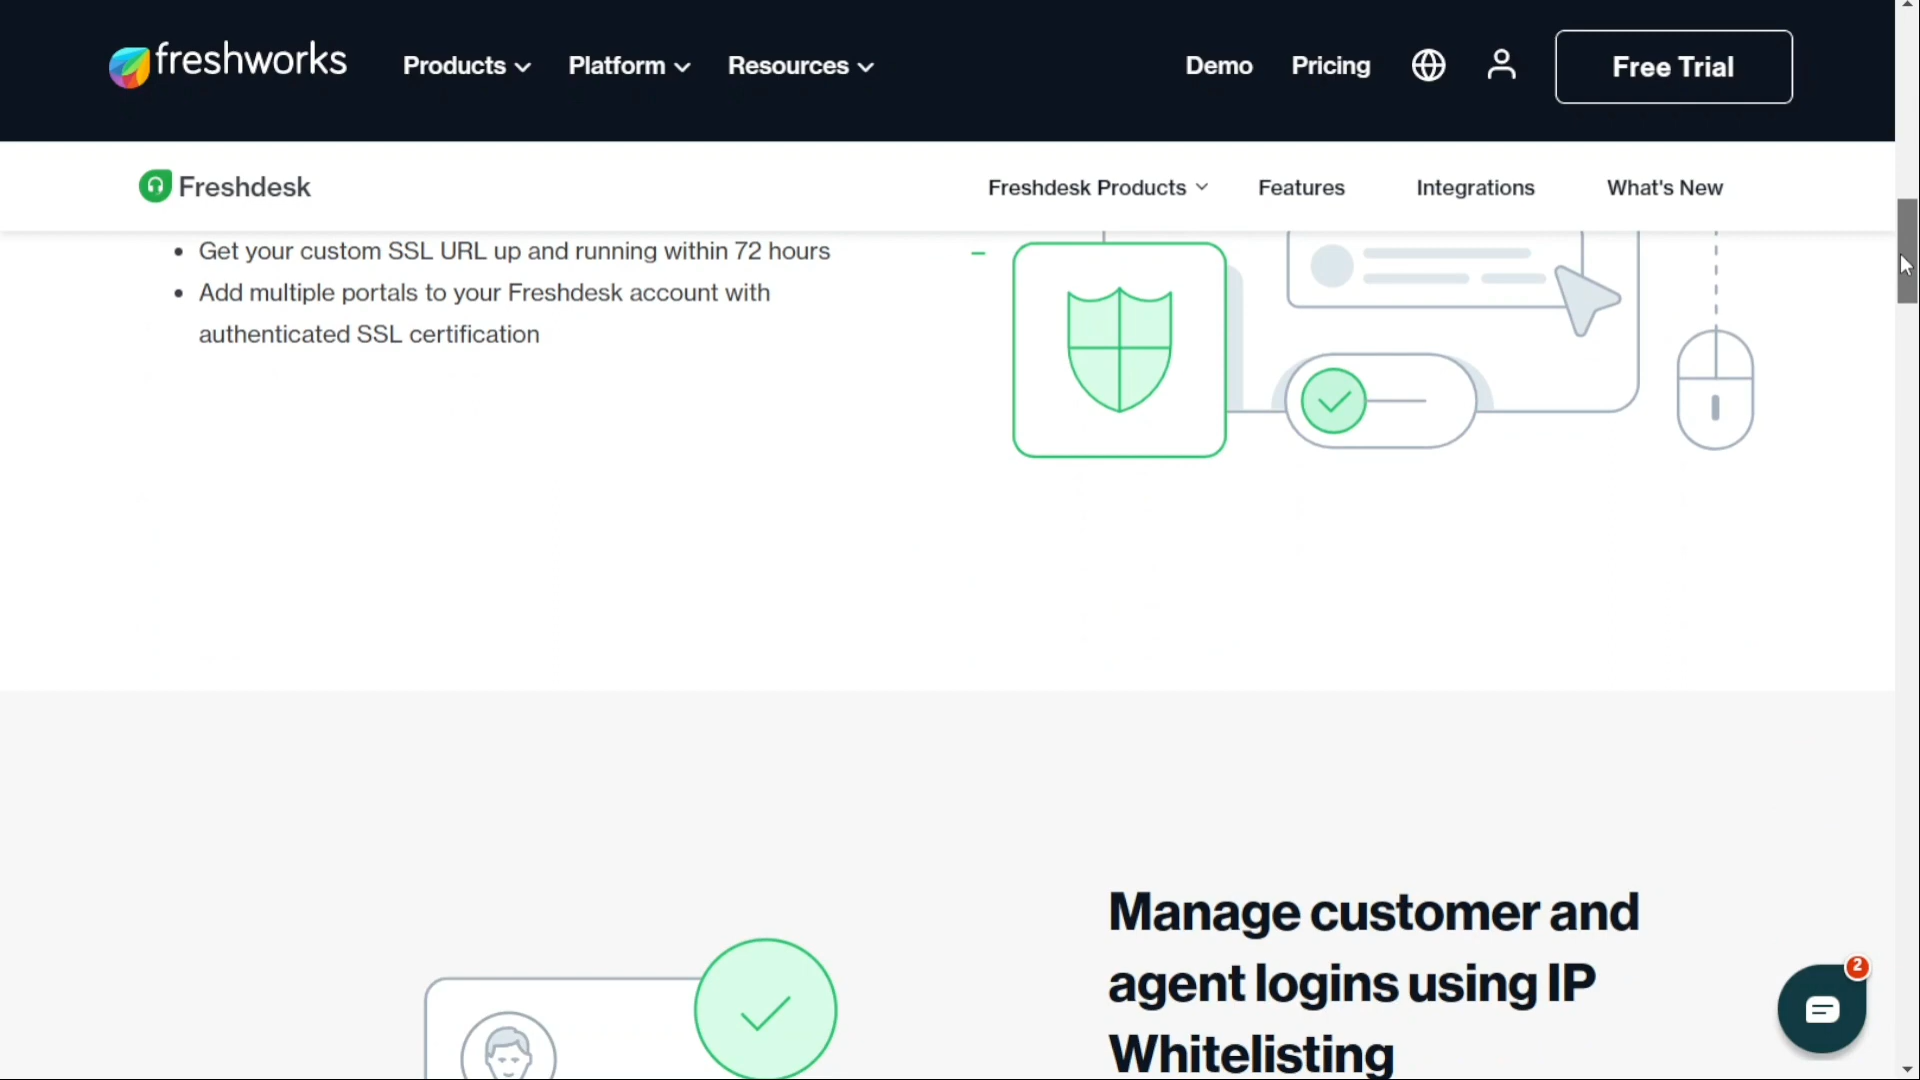 freshworks Products Platform Resources Demo Pricing Free Trial
Freshdesk Freshdesk Products Features Integrations What's New
• Get your custom SSL URL up and running within 72 hours
• Add multiple portals to your Freshdesk account with
authenticated SSL certification
Manage customer and
agent logins using IP
Whitelisting
2